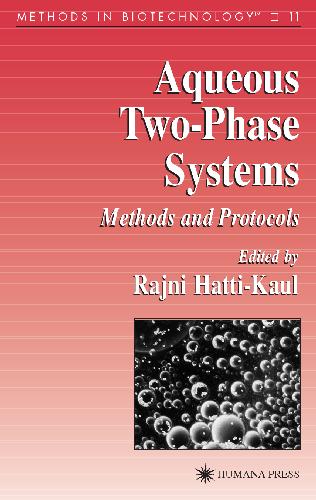 METHODS IN BIOTECHNOLOGY™ □ 11
Aqueous
Two-Phase
Systems
Methods and Protocols
Edited by
Rajni Hatti-Kaul
HUMANA PRESS